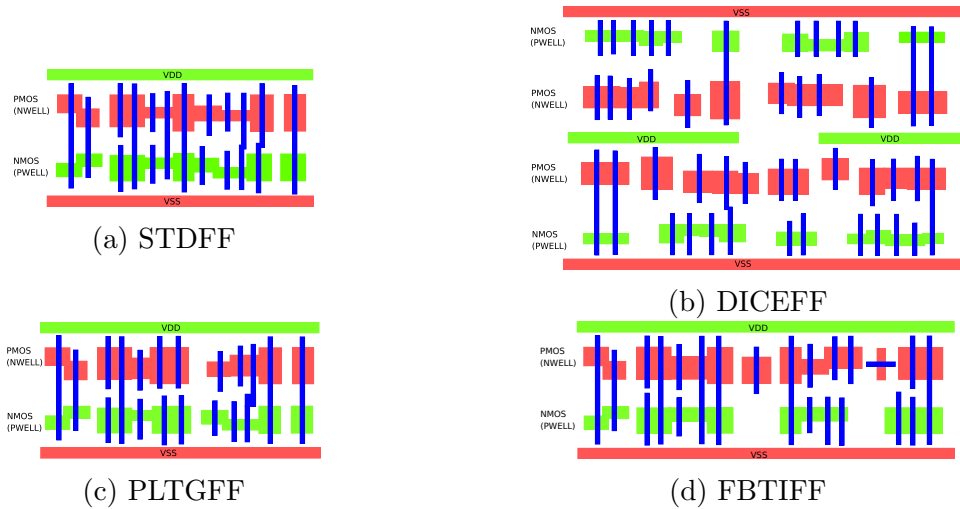 VDD
PMOS
(NWELL)
NMOS
(PWELL)
VSS
(a) STDFF
VSS
NMOS
(PWELL)
PMOS
(NWELL)
VDD
VDD
PMOS
(NWELL)
NMOS
(PWELL)
VSS
(b) DICEFF
VDD
PMOS
(NWELL)
NMOS
(PWELL)
VSS
(c) PLTGFF
VDD
PMOS
(NWELL)
NMOS
(PWELL)
VSS
(d) FBTIFF